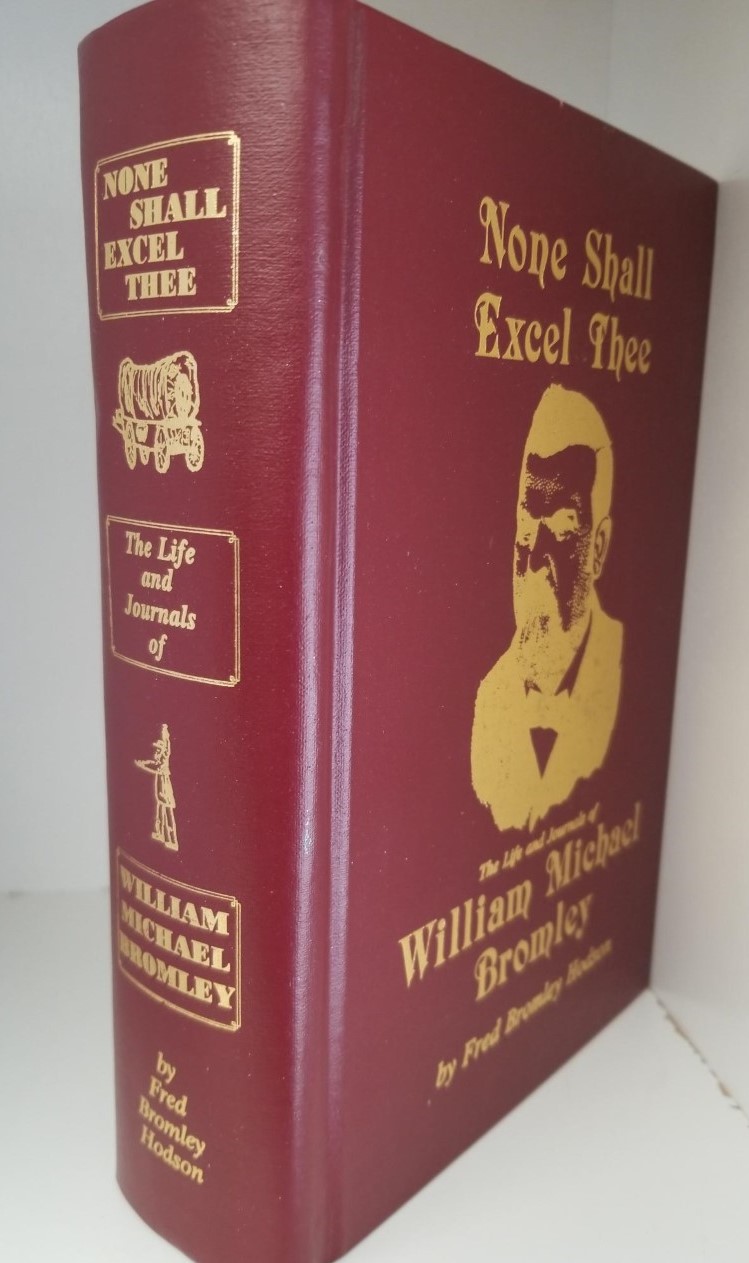 NONE
SHALL
EXCEL
THEE
The Life
and
Journals
of
WILLIAM
MICHAEL
BROMLEY
by
Fred
Bromley
Hodson
None Shall
Excel Thee
The Life and Journals of
William Michael
Bromley
by Fred Bromley Hodson